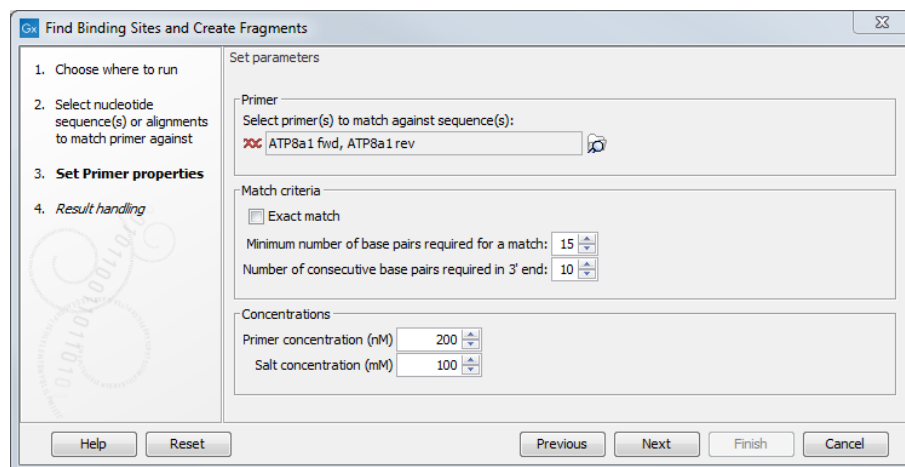 Gx Find Binding Sites and Create Fragments
1. Choose where to run
2. Select nucleotide
sequence(s) or alignments
to match primer against
3. Set Primer properties
4. Result handling
Set parameters
Primer
Select primer(s) to match against sequence(s):
ATP8a1 fwd, ATP8a1 rev
Match criteria
Exact match
Minimum number of base pairs required for a match: 15
Number of consecutive base pairs required in 3' end: 10
Concentrations
Primer concentration (nM) 200
Salt concentration (mM) 100
Help Reset Previous Next Finish Cancel